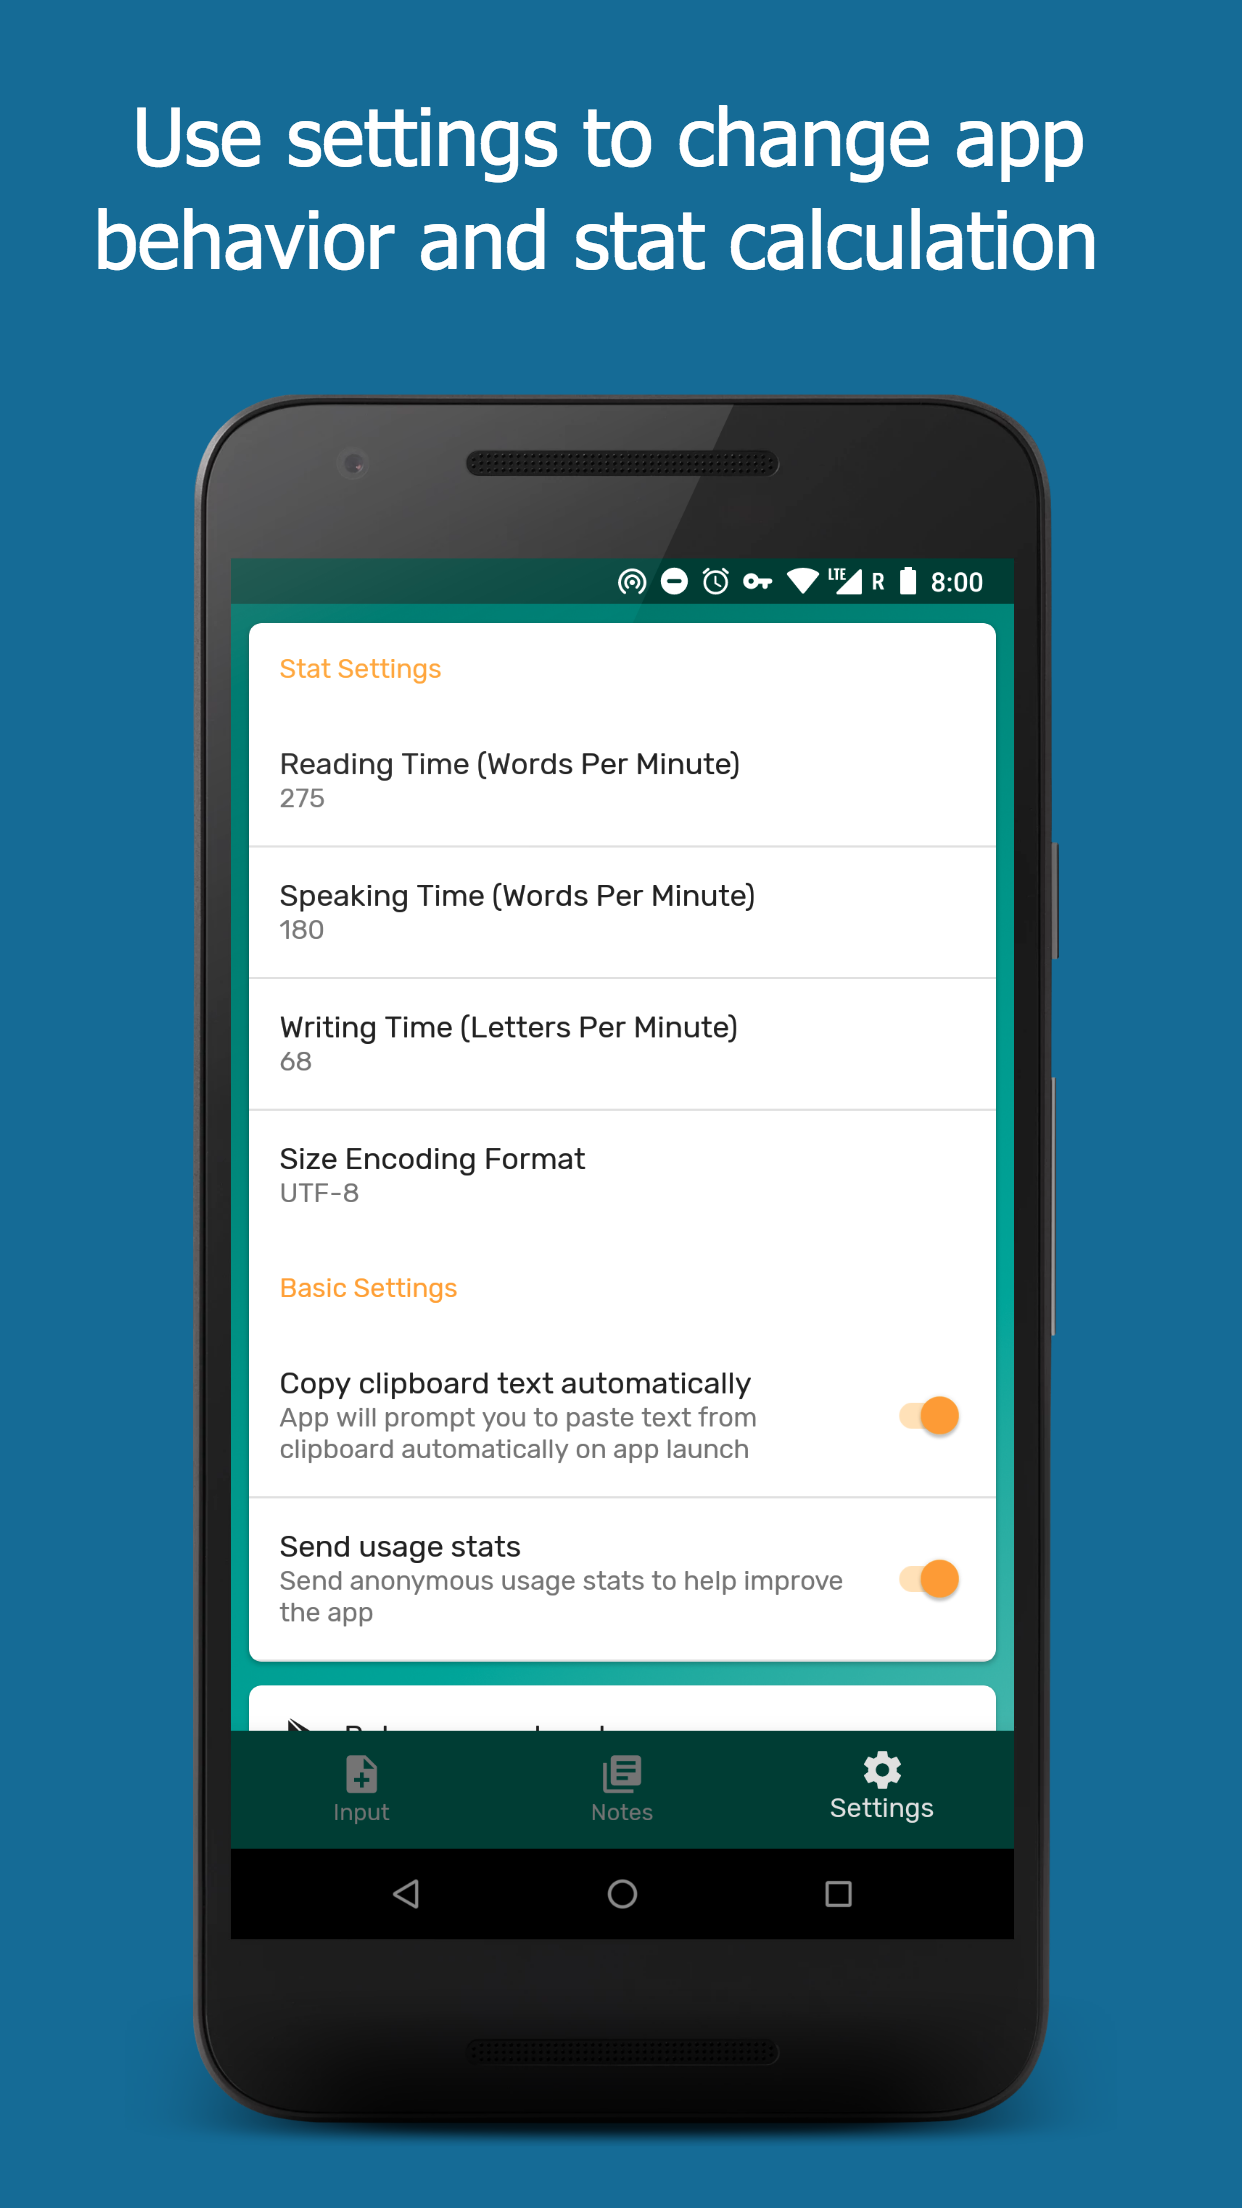 Use settings to change app
behavior and stat calculation
LTE R 8:00
Stat Settings
Reading Time (Words Per Minute)
275
Speaking Time (Words Per Minute)
180
Writing Time (Letters Per Minute)
68
Size Encoding Format
UTF-8
Basic Settings
Copy clipboard text automatically
App will prompt you to paste text from
clipboard automatically on app launch
Send usage stats
Send anonymous usage stats to help improve
the app
Input
Notes
Settings